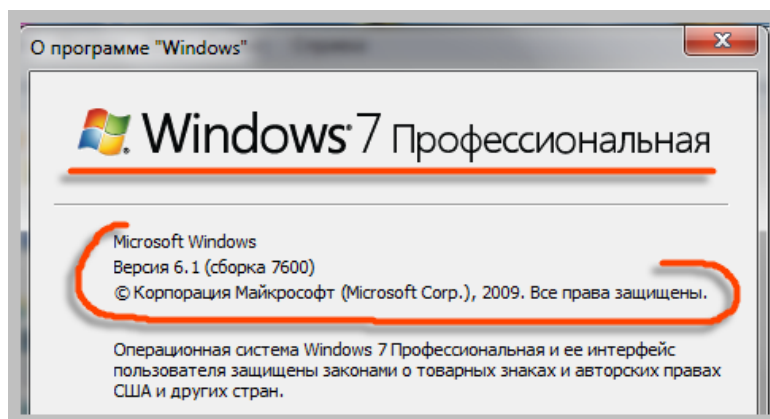 О программе "Windows"
Windows 7 Профессиональная
Microsoft Windows
Версия 6.1 (сборка 7600)
© Корпорация Майкрософт (Microsoft Corp.), 2009. Все права защищены.
Операционная система Windows 7 Профессиональная и ее интерфейс
пользователя защищены законами о товарных знаках и авторских правах
США и других стран.